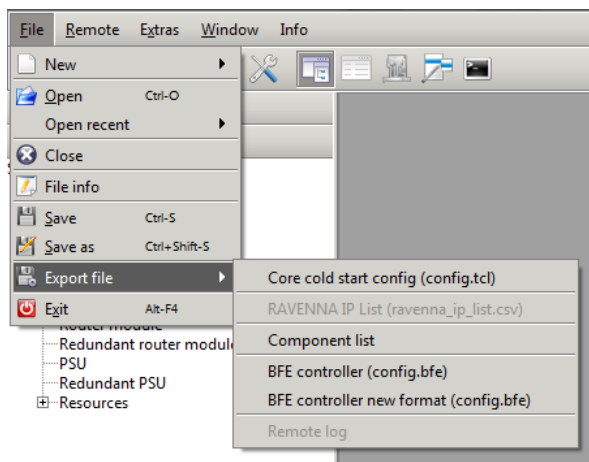 File Remote Extras Window Info
New
Open Ctrl-O
Open recent
Close
File info
Save Ctrl-S
Save as Ctrl+Shift-S
Export file
Exit Alt-F4
Core cold start config (config.tcl)
RAVENNA IP List (ravenna_ip_list.csv)
Component list
BFE controller (config.bfe)
BFE controller new format (config.bfe)
Remote log
Router module
Redundant router module
PSU
Redundant PSU
Resources